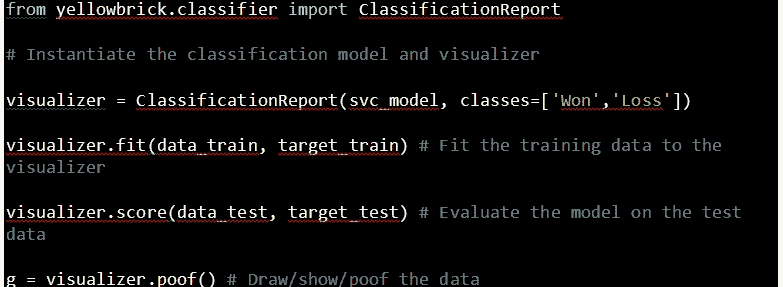 from yellowbrick.classifier import ClassificationReport
# Instantiate the classification model and visualizer
visualizer = ClassificationReport(svc_model, classes=['Won','Loss'])
visualizer.fit(data_train, target_train) # Fit the training data to the
visualizer
visualizer.score(data_test, target_test) # Evaluate the model on the test
data
g = visualizer.poof() # Draw/show/poof the data